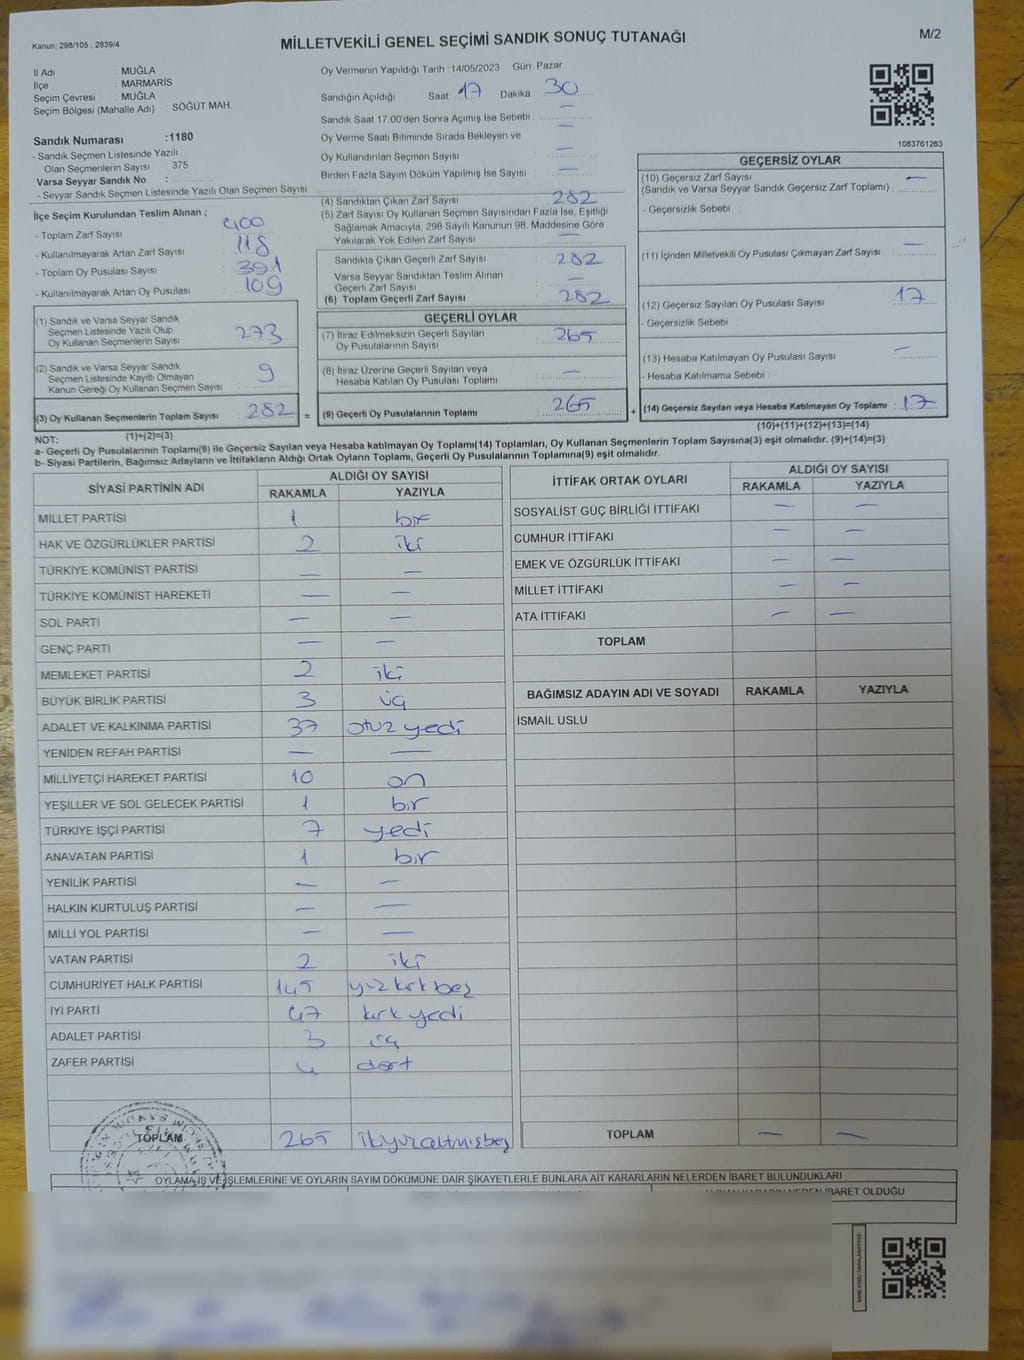 Kanun: 298/105 , 2839/4
MİLLETVEKİLİ GENEL SEÇİMİ SANDIK SONUÇ TUTANAĞI
M/2
İl Adı : MUĞLA
İlçe : MARMARİS
Seçim Çevresi : MUĞLA
Seçim Bölgesi (Mahalle Adı) : SÖĞÜT MAH.
Sandık Numarası :1180
- Sandık Seçmen Listesinde Yazılı
Olan Seçmenlerin Sayısı : 375
Varsa Seyyar Sandık No :
- Seyyar Sandık Seçmen Listesinde Yazılı Olan Seçmen Sayısı :
Oy Vermenin Yapıldığı Tarih : 14/05/2023 Gün: Pazar
Sandığın Açıldığı Saat: 17 Dakika : 30
Sandık Saat 17:00'den Sonra Açımış İse Sebebi : —
Oy Verme Saati Bitiminde Sırada Bekleyen ve
Oy Kullandırılan Seçmen Sayısı —
Birden Fazla Sayım Döküm Yapılmış İse Sayısı : —
1083761263
İlçe Seçim Kurulundan Teslim Alınan ;
- Toplam Zarf Sayısı 400
- Kullanılmayarak Artan Zarf Sayısı 118
- Toplam Oy Pusulası Sayısı 391
- Kullanılmayarak Artan Oy Pusulası 109
(4) Sandıktan Çıkan Zarf Sayısı 282
(5) Zarf Sayısı Oy Kullanan Seçmen Sayısından Fazla İse, Eşitliği
Sağlamak Amacıyla, 298 Sayılı Kanunun 98. Maddesine Göre
Yakılarak Yok Edilen Zarf Sayısı —
Sandıkta Çıkan Geçerli Zarf Sayısı 282
Varsa Seyyar Sandıktan Teslim Alınan
Geçerli Zarf Sayısı —
(6) Toplam Geçerli Zarf Sayısı 282
GEÇERSİZ OYLAR
(10) Geçersiz Zarf Sayısı —
(Sandık ve Varsa Seyyar Sandık Geçersiz Zarf Toplamı) :
- Geçersizlik Sebebi :
(11) İçinden Milletvekili Oy Pusulası Çıkmayan Zarf Sayısı —
(12) Geçersiz Sayılan Oy Pusulası Sayısı 17
- Geçersizlik Sebebi :
(13) Hesaba Katılmayan Oy Pusulası Sayısı —
- Hesaba Katılmama Sebebi :
(14) Geçersiz Sayılan veya Hesaba Katılmayan Oy Toplamı : 17
(10)+(11)+(12)+(13)=(14)
(1) Sandık ve Varsa Seyyar Sandık
Seçmen Listesinde Yazılı Olup
Oy Kullanan Seçmenlerin Sayısı 273
(2) Sandık ve Varsa Seyyar Sandık
Seçmen Listesinde Kayıtlı Olmayan
Kanun Gereği Oy Kullanan Seçmen Sayısı 9
(3) Oy Kullanan Seçmenlerin Toplam Sayısı 282 =
(1)+(2)=(3)
GEÇERLİ OYLAR
(7) İtiraz Edilmeksizin Geçerli Sayılan
Oy Pusulalarının Sayısı 265
(8) İtiraz Üzerine Geçerli Sayılan veya
Hesaba Katılan Oy Pusulası Toplamı —
(9) Geçerli Oy Pusulalarının Toplamı 265 +
NOT:
a- Geçerli Oy Pusulalarının Toplamı(9) ile Geçersiz Sayılan veya Hesaba katılmayan Oy Toplamı(14) Toplamları, Oy Kullanan Seçmenlerin Toplam Sayısına(3) eşit olmalıdır. (9)+(14)=(3)
b- Siyasi Partilerin, Bağımsız Adayların ve İttifakların Aldığı Ortak Oyların Toplamı, Geçerli Oy Pusulalarının Toplamına(9) eşit olmalıdır.
SİYASİ PARTİNİN ADI ALDIĞI OY SAYISI
RAKAMLA YAZIYLA
MİLLET PARTİSİ 1 bir
HAK VE ÖZGÜRLÜKLER PARTİSİ 2 iki
TÜRKİYE KOMÜNİST PARTİSİ — —
TÜRKİYE KOMÜNİST HAREKETİ — —
SOL PARTİ — —
GENÇ PARTİ — —
MEMLEKET PARTİSİ 2 iki
BÜYÜK BİRLİK PARTİSİ 3 üç
ADALET VE KALKINMA PARTİSİ 37 otuz yedi
YENİDEN REFAH PARTİSİ — —
MİLLİYETÇİ HAREKET PARTİSİ 10 on
YEŞİLLER VE SOL GELECEK PARTİSİ 1 bir
TÜRKİYE İŞÇİ PARTİSİ 7 yedi
ANAVATAN PARTİSİ 1 bir
YENİLİK PARTİSİ — —
HALKIN KURTULUŞ PARTİSİ — —
MİLLİ YOL PARTİSİ — —
VATAN PARTİSİ 2 iki
CUMHURİYET HALK PARTİSİ 145 yüz kırk beş
İYİ PARTİ 47 kırk yedi
ADALET PARTİSİ 3 üç
ZAFER PARTİSİ 4 dört
TOPLAM 265 ikiyüzaltmışbeş
İTTİFAK ORTAK OYLARI ALDIĞI OY SAYISI
RAKAMLA YAZIYLA
SOSYALİST GÜÇ BİRLİĞİ İTTİFAKI — —
CUMHUR İTTİFAKI — —
EMEK VE ÖZGÜRLÜK İTTİFAKI — —
MİLLET İTTİFAKI — —
ATA İTTİFAKI — —
TOPLAM
BAĞIMSIZ ADAYIN ADI VE SOYADI RAKAMLA YAZIYLA
İSMAİL USLU
TOPLAM — —
OYLAMA İŞ VE İŞLEMLERİNE VE OYLARIN SAYIM DÖKÜMÜNE DAİR ŞİKAYETLERLE BUNLARA AİT KARARLARIN NELERDEN İBARET BULUNDUKLARI
İBARET OLDUĞU